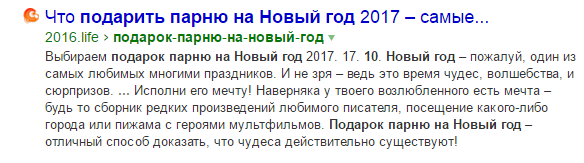 Что подарить парню на Новый год 2017 – самые...
2016.life › подарок-парню-на-новый-год
Выбираем подарок парню на Новый год 2017. 17. 10. Новый год – пожалуй, один из
самых любимых многими праздников. И не зря – ведь это время чудес, волшебства, и
сюрпризов. ... Исполни его мечту! Наверняка у твоего возлюбленного есть мечта –
будь то сборник редких произведений любимого писателя, посещение какого-либо
города или пижама с героями мультфильмов. Подарок парню на Новый год –
отличный способ доказать, что чудеса действительно существуют!